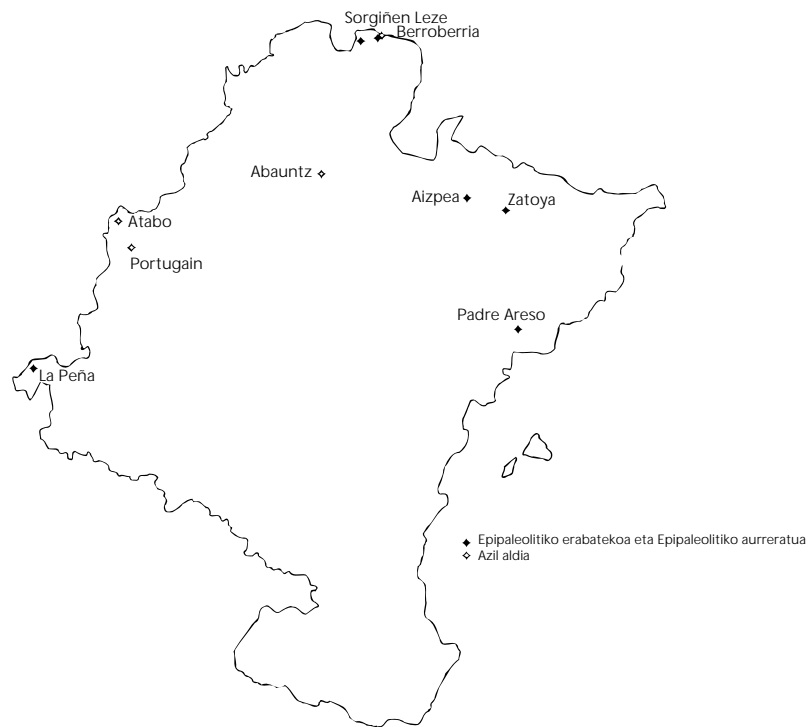 Sorgiñen Leze
Berroberria
Abauntz
Aizpea
Zatoya
Atabo
Portugain
Padre Areso
La Peña
Epipaleolitiko erabatekoa eta Epipaleolitiko aurreratua
Azil aldia